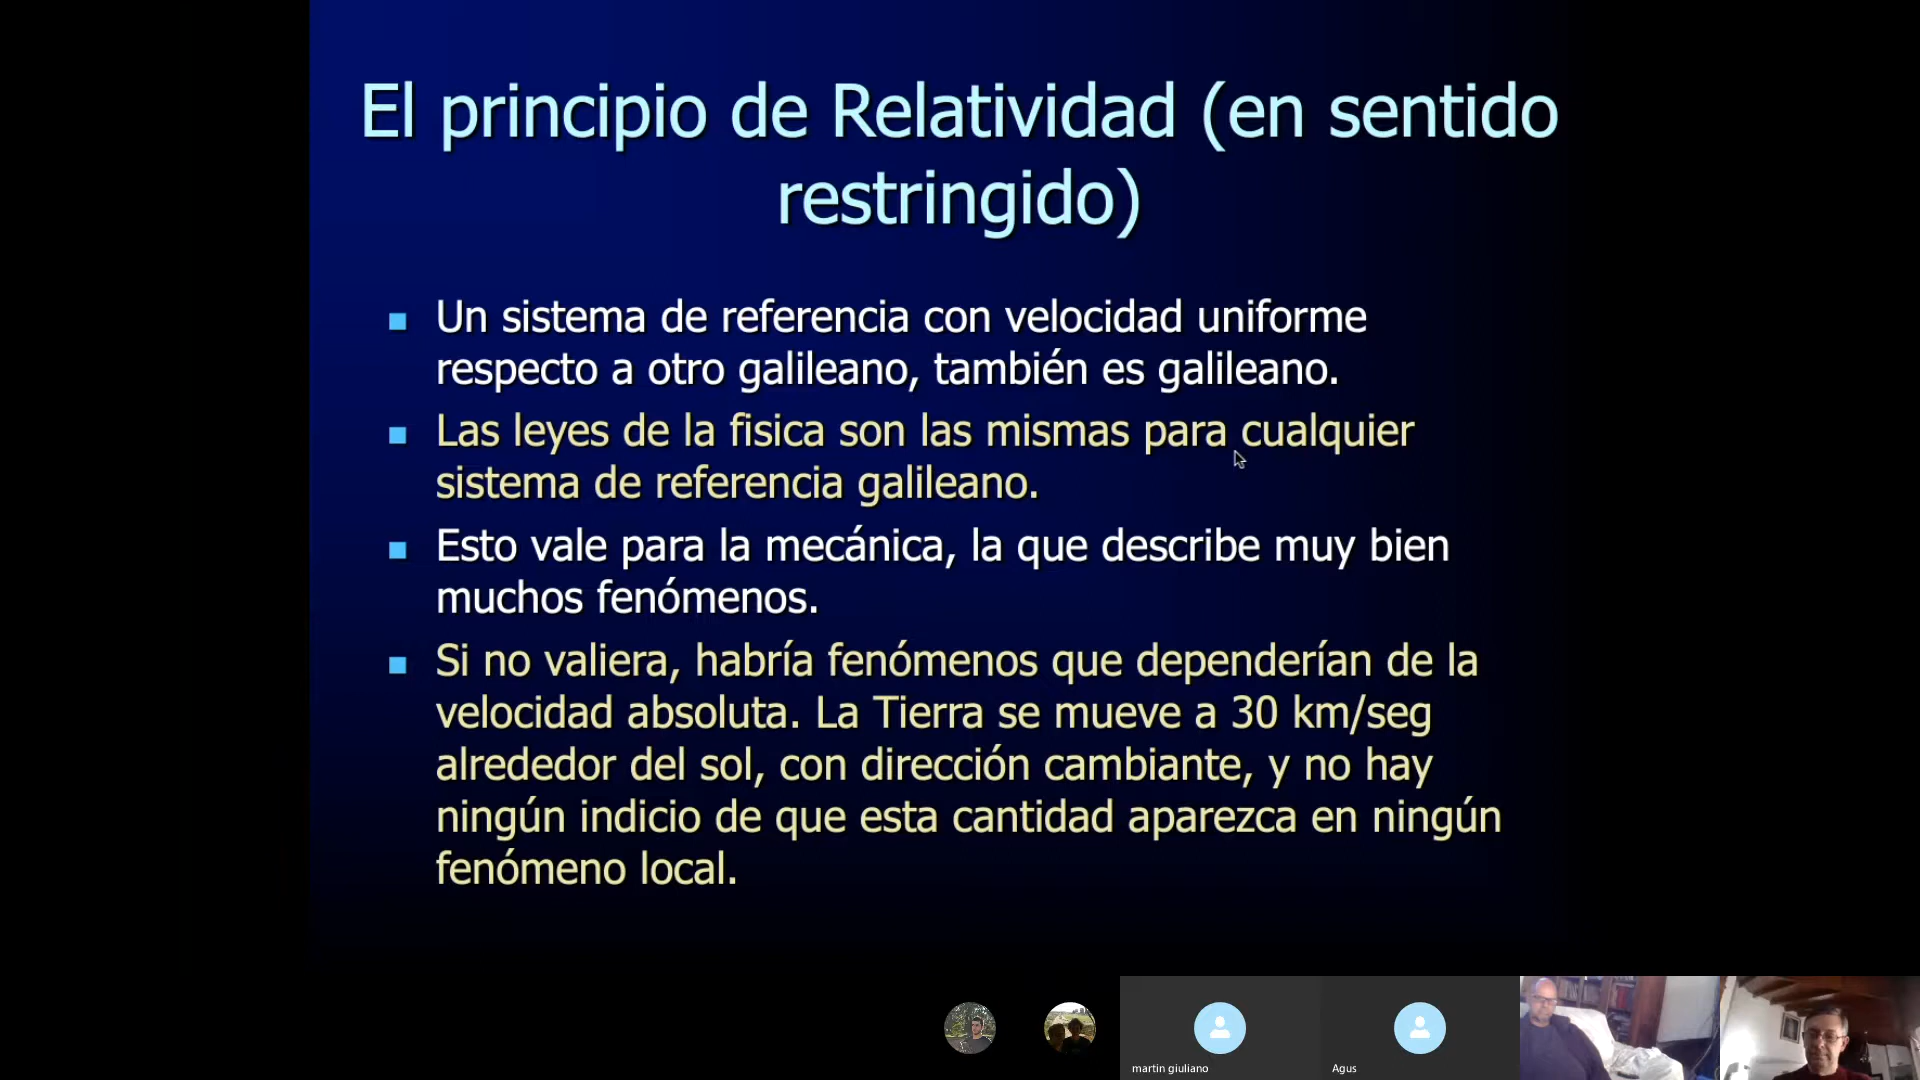 El principio de Relatividad (en sentido
restringido)
Un sistema de referencia con velocidad uniforme
respecto a otro galileano, también es galileano.
Las leyes de la fisica son las mismas para cualquier
sistema de referencia galileano.
Esto vale para la mecánica, la que describe muy bien
muchos fenómenos.
Si no valiera, habría fenómenos que dependerían de la
velocidad absoluta. La Tierra se mueve a 30 km/seg
alrededor del sol, con dirección cambiante, y no hay
ningún indicio de que esta cantidad aparezca en ningún
fenómeno local.
martin giuliano
Agus